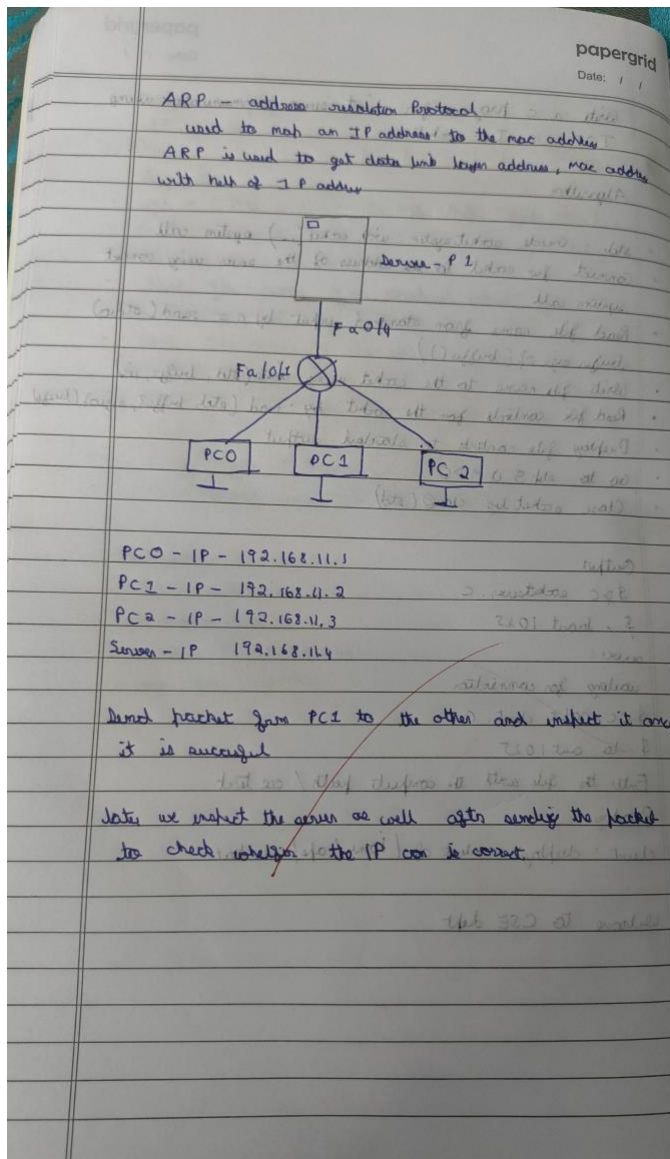 papergrid
Date: / /
ARP - address resolution Protocol
used to map an IP address to the mac address
ARP is used to get data link layer address, mac addres
with help of IP addres
Server - P 1
Fa0/4
Fa/0/1
PC0
PC1
PC 2
PC0 - IP - 192.168.11.1
PC1 - IP - 192.168.11.2
PC2 - IP - 192.168.11.3
Server - IP 192.168.11.4
Send packet from PC1 to the other and inspect it once
it is succesful
later we inspect the server as well after sending the packet
to check whether the IP con is correct